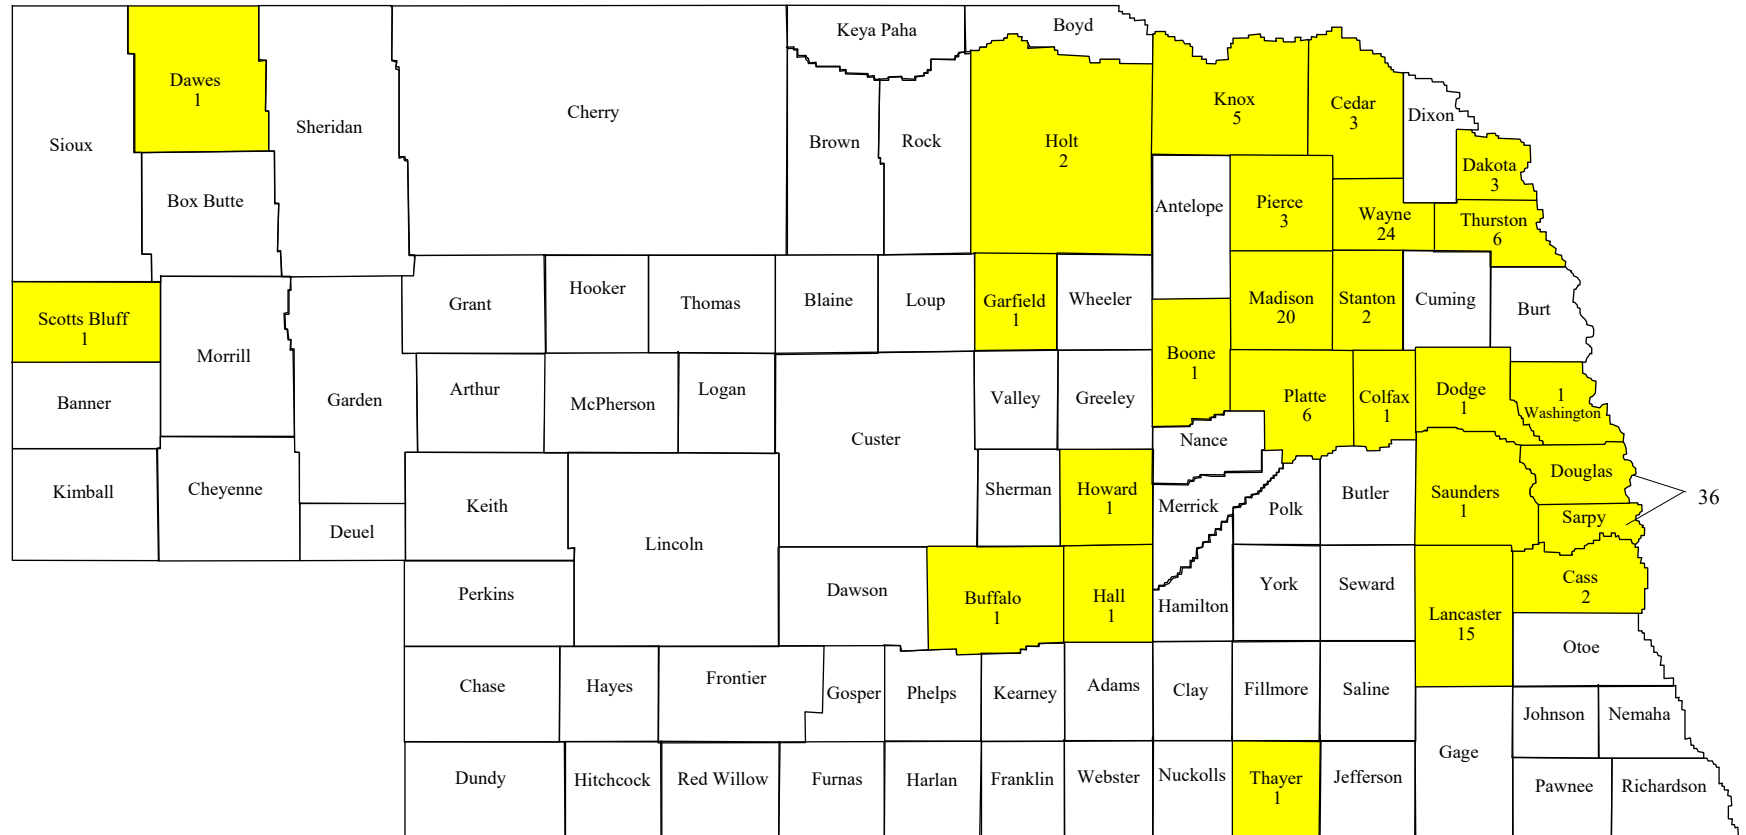 Boyd
Keya Paha
Dawes
1
Knox
5
Cedar
3
Cherry
Dixon
Sheridan
Holt
2
Brown
Rock
Sioux
Dakota
3
Box Butte
Antelope
Pierce
3
Wayne
24
Thurston
6
Hooker
Grant
Thomas
Blaine
Loup
Garfield
1
Wheeler
Madison
20
Stanton
2
Cuming
Burt
Scotts Bluff
1
Morrill
Boone
1
Banner
Garden
Arthur
McPherson
Logan
Valley
Greeley
Platte
6
Colfax
1
Dodge
1
1
Washington
Custer
Nance
Kimball
Cheyenne
Keith
Sherman
Howard
1
Merrick
Polk
Butler
Saunders
1
Douglas
36
Sarpy
Deuel
Lincoln
Perkins
Dawson
Buffalo
1
Hall
1
Hamilton
York
Seward
Lancaster
15
Cass
2
Otoe
Chase
Hayes
Frontier
Gosper
Phelps
Kearney
Adams
Clay
Fillmore
Saline
Johnson
Nemaha
Gage
Dundy
Hitchcock
Red Willow
Furnas
Harlan
Franklin
Webster
Nuckolls
Thayer
1
Jefferson
Pawnee
Richardson